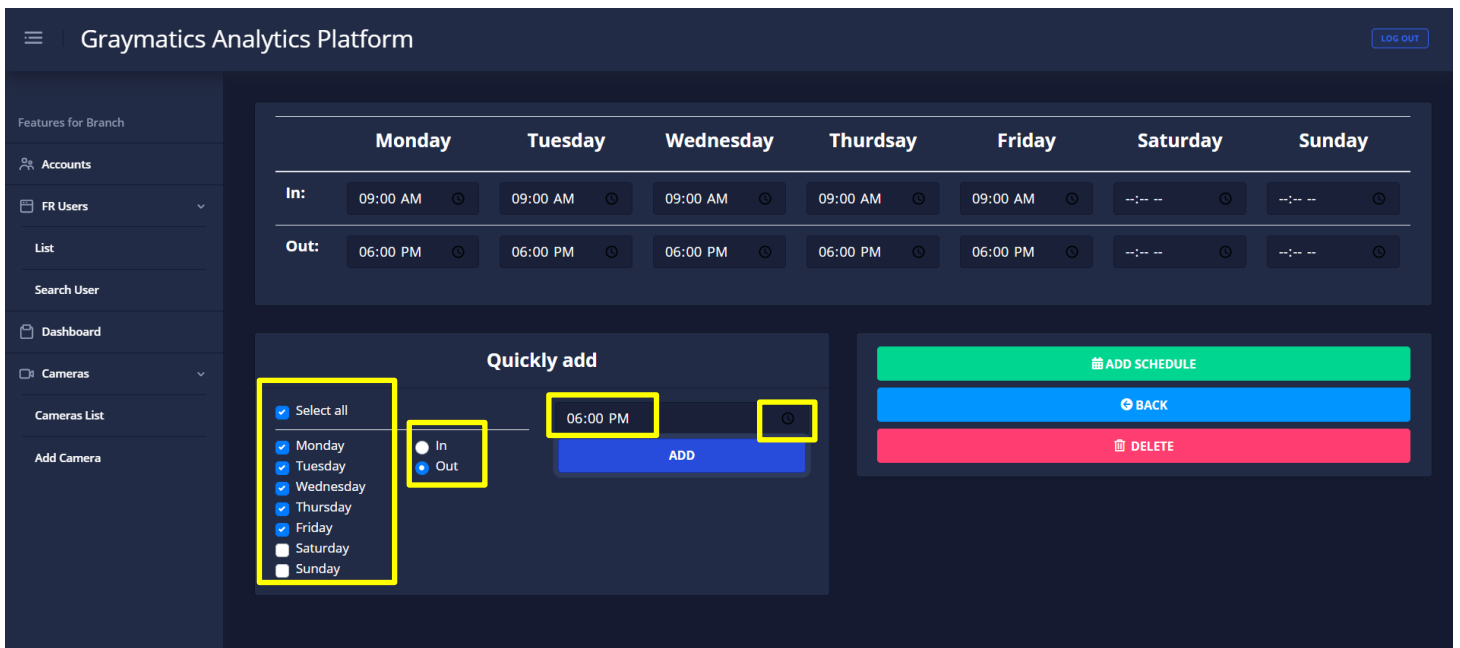 Graymatics Analytics Platform
LOG OUT
Features for Branch
Accounts
FR Users
List
Search User
Dashboard
Cameras
Cameras List
Add Camera
Monday Tuesday Wednesday Thurdsay Friday Saturday Sunday
In: 09:00 AM 09:00 AM 09:00 AM 09:00 AM 09:00 AM --:-- -- --:-- --
Out: 06:00 PM 06:00 PM 06:00 PM 06:00 PM 06:00 PM --:-- -- --:-- --
Quickly add
Select all
Monday
Tuesday
Wednesday
Thursday
Friday
Saturday
Sunday
In
Out
06:00 PM
ADD
ADD SCHEDULE
BACK
DELETE